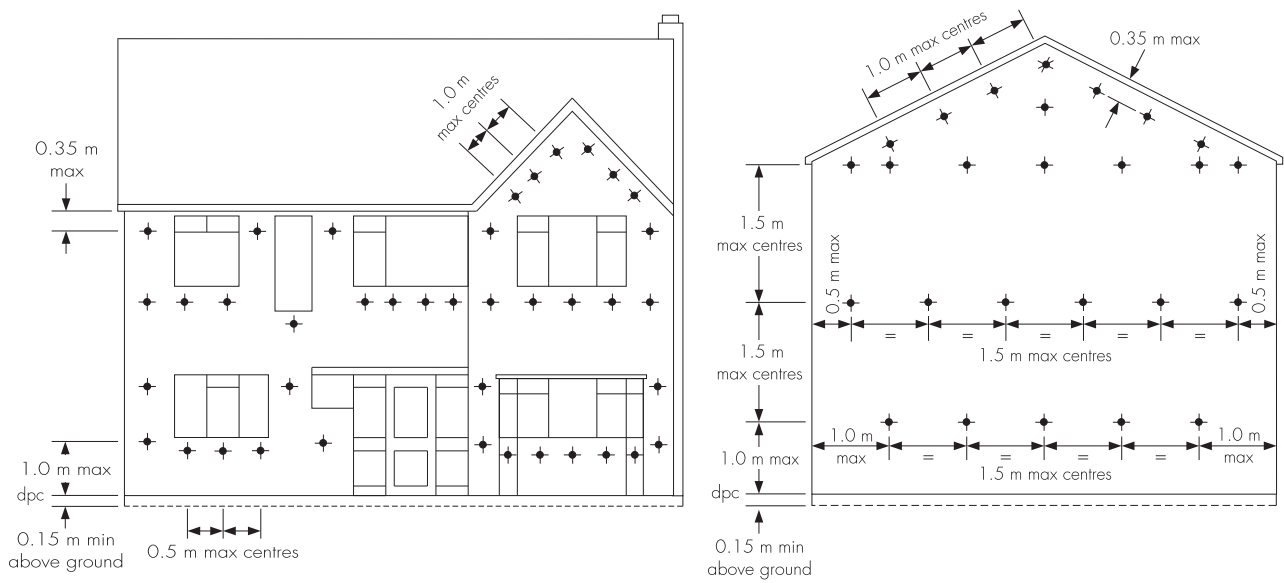 1.0 m
max centres
0.35 m
max
1.0 m max
dpc
0.15 m min
above ground
0.5 m max centres
1.0 m max centres
0.35 m max
1.5 m
max centres
0.5 m max
0.5 m max
= = = = =
1.5 m max centres
1.5 m
max centres
1.0 m
max
1.0 m
max
= = = =
1.5 m max centres
1.0 m max
dpc
0.15 m min
above ground